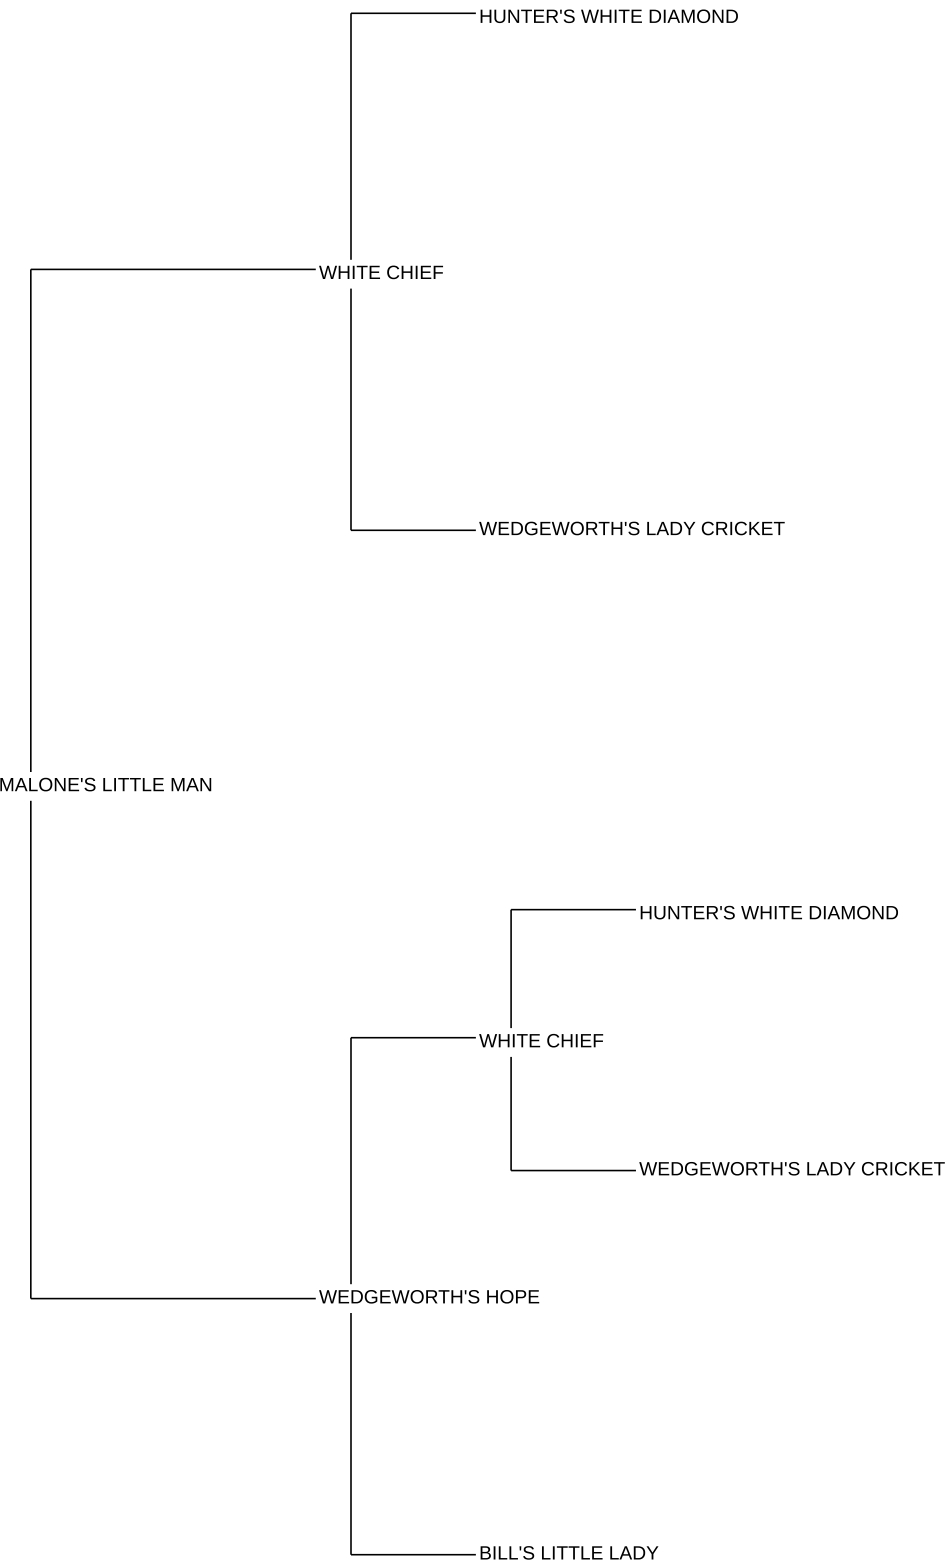 HUNTER'S WHITE DIAMOND
WHITE CHIEF
WEDGEWORTH'S LADY CRICKET
MALONE'S LITTLE MAN
HUNTER'S WHITE DIAMOND
WHITE CHIEF
WEDGEWORTH'S LADY CRICKET
WEDGEWORTH'S HOPE
BILL'S LITTLE LADY